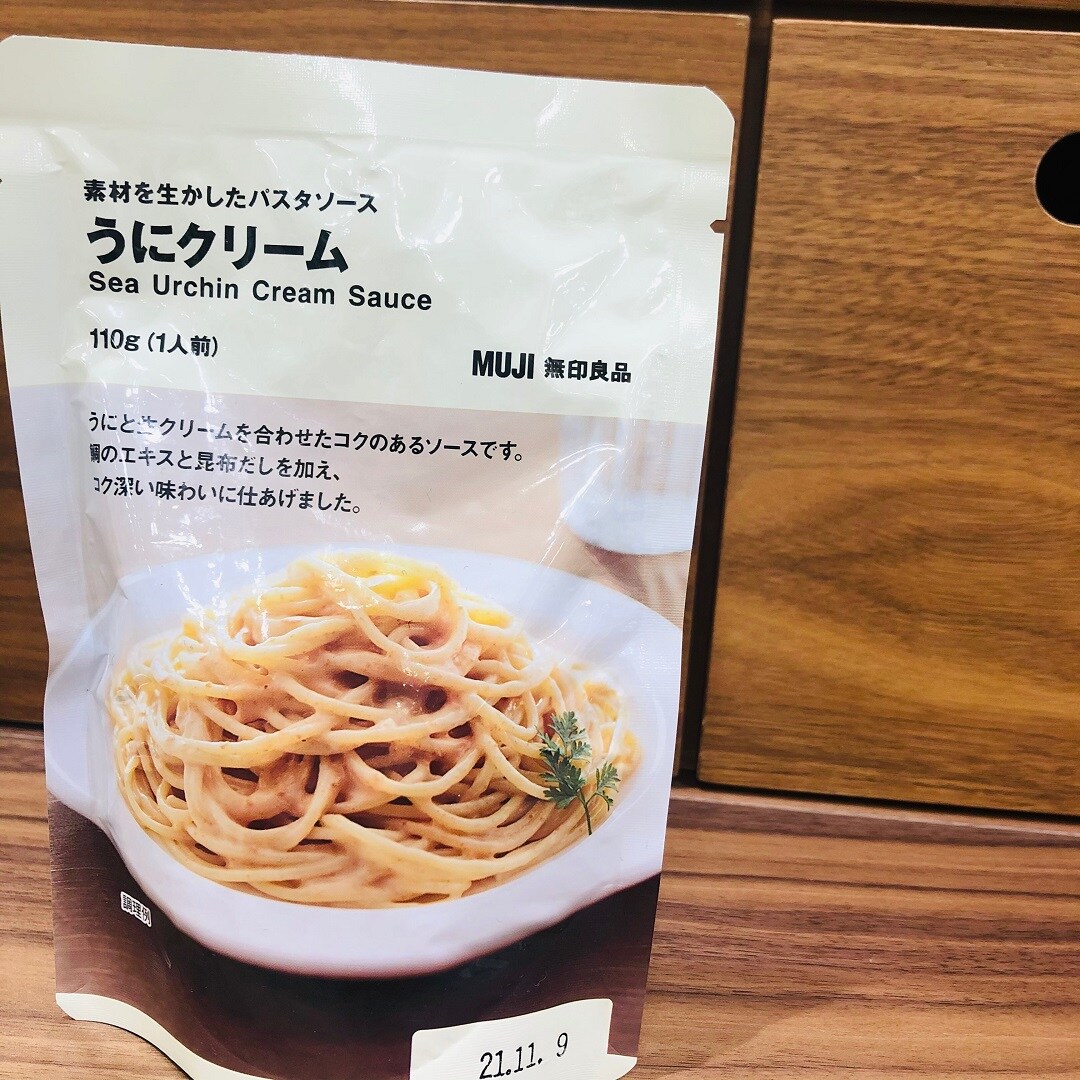 素材を生かしたパスタソース
うにクリーム
Sea Urchin Cream Sauce
110g(1人前)
MUJI 無印良品
うにと生クリームを合わせたコクのあるソースです。
鯛のエキスと昆布だしを加え、
コク深い味わいに仕あげました。
調理例
21.11. 9